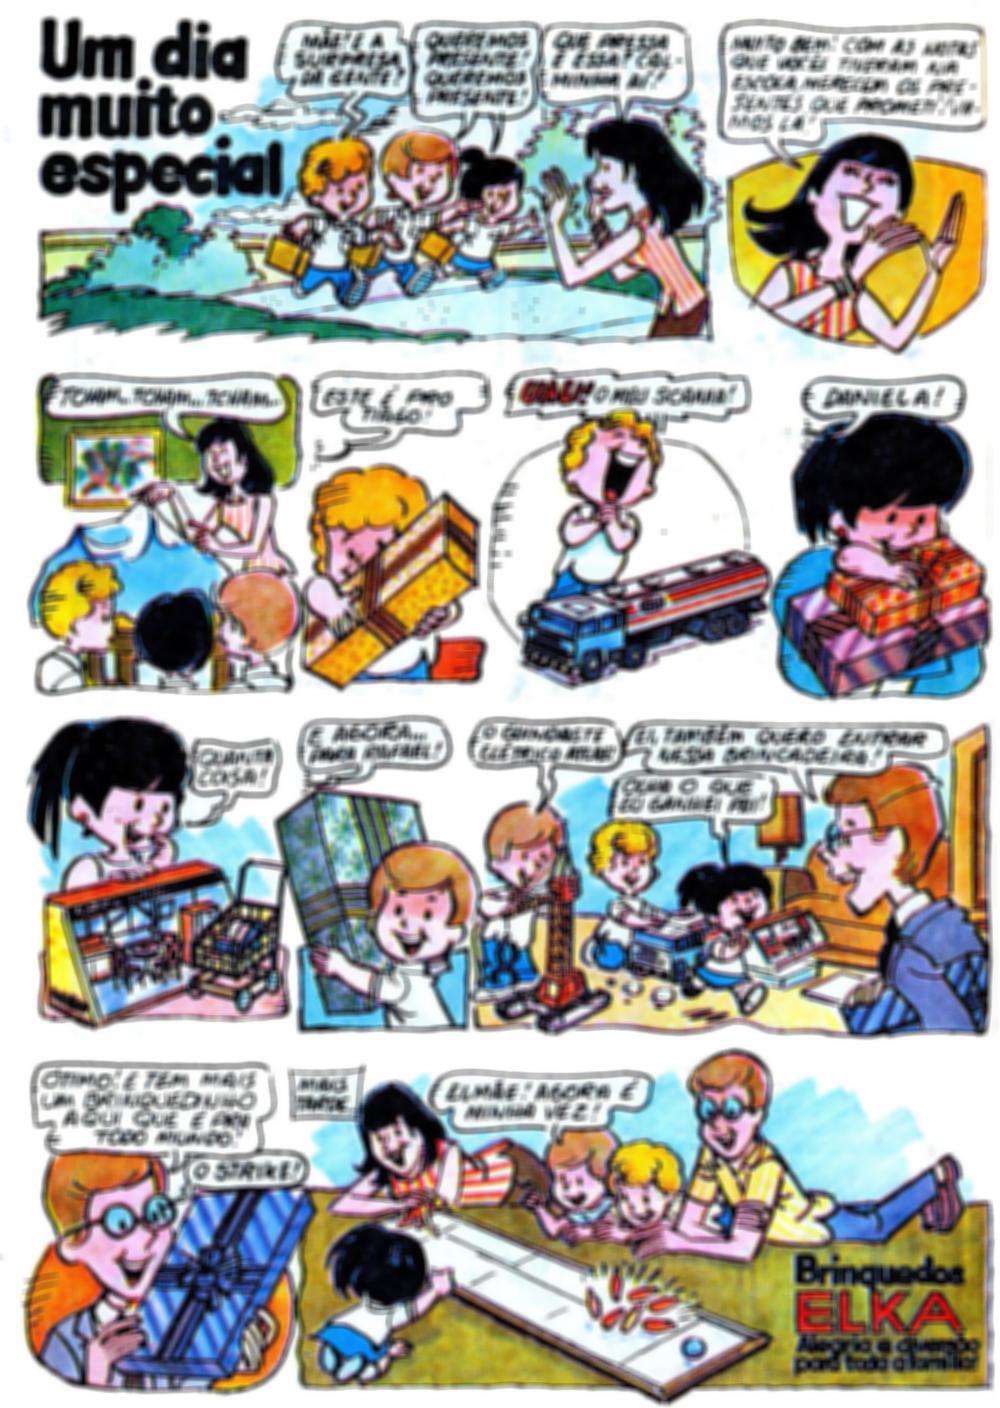 Um dia
muito
especial
MÃE! E A
SURPRESA
DA GENTE?
QUEREMOS
PRESENTE!
QUEREMOS
PRESENTE!
QUE PRESSA
É ESSA? CAL-
MINHA AÍ!
MUITO BEM! COM AS NOTAS
QUE VOCÊS TIVERAM NA
ESCOLA, MERECEM OS PRE-
SENTES QUE PROMETI! VA-
MOS LÁ!
TCHAM.. TCHAM... TCHAM..
ESTE É PRO
TIAGO!
UAU! O MEU SCANIA!
DANIELA!
QUANTA
COISA!
E AGORA...
PARA RAFAEL!
O GUINDASTE
ELÉTRICO
EI, TAMBÉM QUERO ENTRAR
NESSA BRINCADEIRA!
OLHA O QUE
EU GANHEI PAI!
ÓTIMO! E TEM MAIS
UM BRINQUEDINHO
AQUI QUE É PRA
TODO MUNDO!
O STRIKE!
MAIS
TARDE
EI, MÃE! AGORA É
MINHA VEZ!
Brinquedos
ELKA
Alegria e diversão
para toda a família!